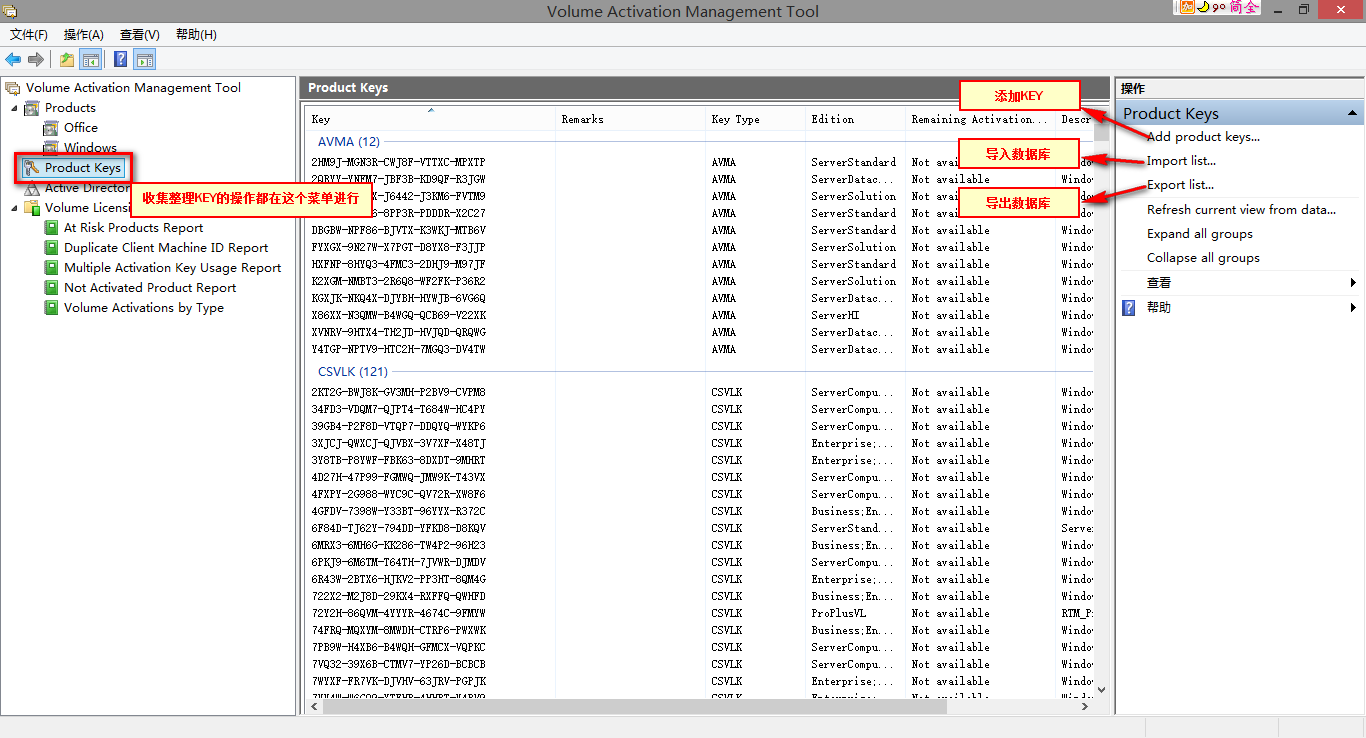 Volume Activation Management Tool
简全
文件(F) 操作(A) 查看(V) 帮助(H)
Volume Activation Management Tool
Products
Office
Windows
Product Keys
Active Director
Volume Licensi
At Risk Products Report
Duplicate Client Machine ID Report
Multiple Activation Key Usage Report
Not Activated Product Report
Volume Activations by Type
收集整理KEY的操作都在这个菜单进行
Product Keys
Key Remarks Key Type Edition Remaining Activation... Descr
AVMA (12)
2HM9J-MGN3R-CWJ8F-VTTXC-MPXTP AVMA ServerStandard Not avai Windo
2QRYY-YNFM7-JBF3B-KD9QF-R3JGW AVMA ServerDatac... Not available Windo
X-J6442-J3KM6-FVTM9 AVMA ServerSolution Not avai Windo
6-8PP3R-PDDDR-X2C27 AVMA ServerStandard Not avai Windo
DBGBW-NPF86-BJVTX-K3WKJ-MTB6V AVMA ServerStandard Not available Windo
FYXGX-9N27W-X7PGT-D8YX8-F3JJP AVMA ServerSolution Not available Windo
HXFNP-8HYQ3-4FMC3-2DHJ9-M97JF AVMA ServerStandard Not available Windo
K2XGM-NMBT3-2R6Q8-WF2FK-P36R2 AVMA ServerSolution Not available Windo
KGXJK-NKQ4X-DJYBH-HYWJB-6VG6Q AVMA ServerDatac... Not available Windo
X86XX-N3QMW-B4WGQ-QCB69-V22XK AVMA ServerHI Not available Windo
XVNRV-9HTX4-TH2JD-HVJQD-QRQWG AVMA ServerDatac... Not available Windo
Y4TGP-NPTV9-HTC2H-7MGQ3-DV4TW AVMA ServerDatac... Not available Windo
CSVLK (121)
2KT2G-BWJ8K-GV3MH-P2BV9-CVPM8 CSVLK ServerCompu... Not available Windo
34FD3-VDQM7-QJPT4-T684W-HC4PY CSVLK ServerCompu... Not available Windo
39GB4-P2F8D-VTQP7-DDQYQ-WYKP6 CSVLK ServerCompu... Not available Windo
3XJCJ-QWXCJ-QJVBX-3V7XF-X48TJ CSVLK Enterprise;... Not available Windo
3Y8TB-P8YWF-FBK63-8DXDT-9MHRT CSVLK Enterprise;... Not available Windo
4D27H-47P99-FGMWQ-JMW9K-T43VX CSVLK ServerCompu... Not available Windo
4FXPY-2G988-WYC9C-QV72R-XW8F6 CSVLK ServerCompu... Not available Windo
4GFDV-7398W-Y33BT-96YYX-R372C CSVLK Business;En... Not available Windo
6F84D-TJ62Y-794DD-YFKD8-D8KQV CSVLK ServerStand... Not available Server
6MRX3-6MH6G-KK286-TW4P2-96H23 CSVLK Business;En... Not available Windo
6PKJ9-6M6TM-T64TH-7JVWR-DJMDV CSVLK ServerCompu... Not available Windo
6R43W-2BTX6-HJKV2-PP3HT-8QM4G CSVLK Enterprise;... Not available Windo
722X2-M2J8D-29KX4-RXFFQ-QWHFD CSVLK Business;En... Not available Windo
72Y2H-86QVM-4YYYR-4674C-9FMYW CSVLK ProPlusVL Not available RTM_P
74FRQ-MQXYM-8MWDH-CTRP6-PWXWK CSVLK Business;En... Not available Windo
7PB9W-H4XB6-B4WQH-GFMCX-VQPKC CSVLK ServerCompu... Not available Windo
7VQ32-39X6B-CTMV7-YP26D-BCBCB CSVLK ServerCompu... Not available Windo
7WYXF-FR7VK-DJVHV-63JRV-PGPJK CSVLK Enterprise;... Not available Windo
添加KEY
导入数据库
导出数据库
操作
Product Keys
Add product keys...
Import list...
Export list...
Refresh current view from data...
Expand all groups
Collapse all groups
查看
帮助